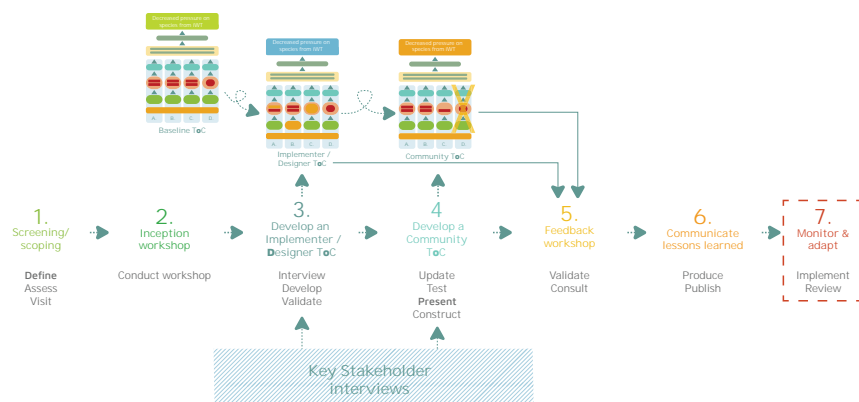 Decreased pressure on
species from IWT
A B C D
Baseline ToC
Decreased pressure on
species from IWT
A B C D
Implementer /
Designer ToC
Decreased pressure on
species from IWT
A B C D
Community ToC
1.
Screening/
scoping
Define
Assess
Visit
2.
Inception
workshop
Conduct workshop
3.
Develop an
Implementer /
Designer ToC
Interview
Develop
Validate
4
Develop a
Community
ToC
Update
Test
Present
Construct
5.
Feedback
workshop
Validate
Consult
6.
Communicate
lessons learned
Produce
Publish
7.
Monitor &
adapt
Implement
Review
Key Stakeholder
interviews